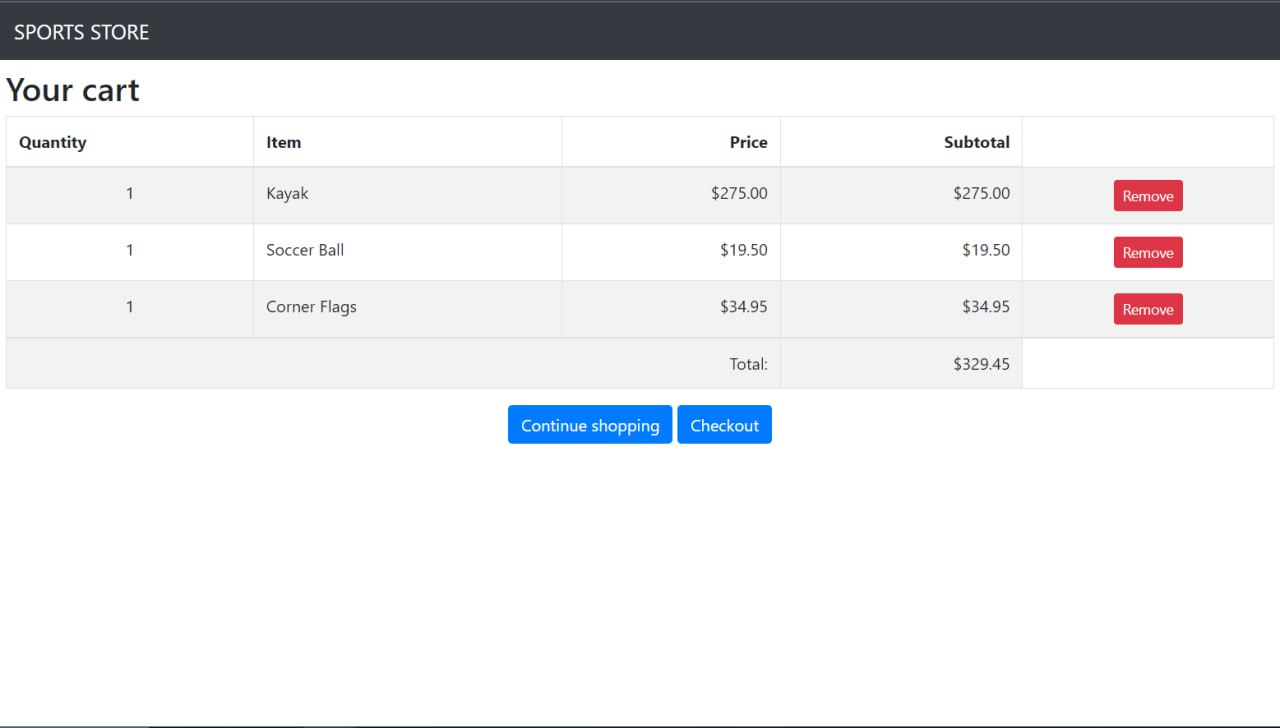 SPORTS STORE
Your cart
Quantity Item Price Subtotal
1 Kayak $275.00 $275.00 Remove
1 Soccer Ball $19.50 $19.50 Remove
1 Corner Flags $34.95 $34.95 Remove
Total: $329.45
Continue shopping Checkout